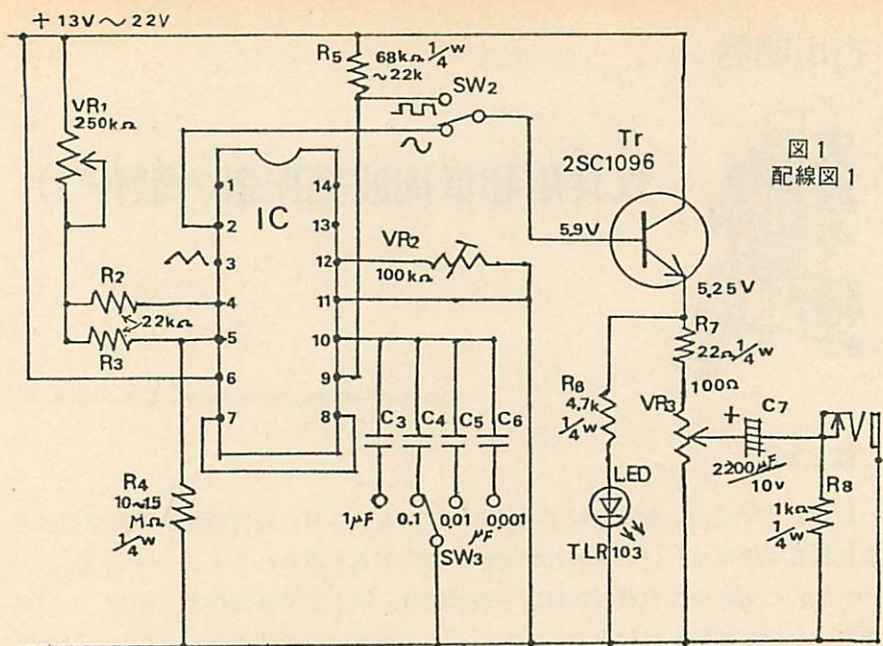 +13V～22V
R5
68kΩ 1/4w
～22k
SW2
VR1
250kΩ
Tr
2SC1096
図1
配線図1
1
14
2
IC
13
5.9V
3
12
VR2
100kΩ
R2
4
11
5.25V
22kΩ
5
10
R7
22Ω 1/4w
R3
6
9
100Ω
R6
4.7k
1/4w
VR3
+
C7
7
8
C3
C4
C5
C6
2200μF
10v
R4
10～15
MΩ
1/4w
LED
R8
1kΩ
1/4w
1μF
0.1
0.01
0.001
μF
SW3
TLR103